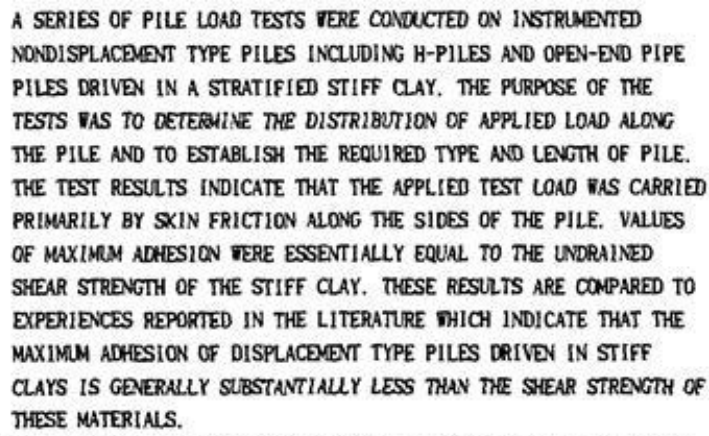 A SERIES OF PILE LOAD TESTS WERE CONDUCTED ON INSTRUMENTED
NONDISPLACEMENT TYPE PILES INCLUDING H-PILES AND OPEN-END PIPE
PILES DRIVEN IN A STRATIFIED STIFF CLAY. THE PURPOSE OF THE
TESTS WAS TO DETERMINE THE DISTRIBUTION OF APPLIED LOAD ALONG
THE PILE AND TO ESTABLISH THE REQUIRED TYPE AND LENGTH OF PILE.
THE TEST RESULTS INDICATE THAT THE APPLIED TEST LOAD WAS CARRIED
PRIMARILY BY SKIN FRICTION ALONG THE SIDES OF THE PILE. VALUES
OF MAXIMUM ADHESION WERE ESSENTIALLY EQUAL TO THE UNDRAINED
SHEAR STRENGTH OF THE STIFF CLAY. THESE RESULTS ARE COMPARED TO
EXPERIENCES REPORTED IN THE LITERATURE WHICH INDICATE THAT THE
MAXIMUM ADHESION OF DISPLACEMENT TYPE PILES DRIVEN IN STIFF
CLAYS IS GENERALLY SUBSTANTIALLY LESS THAN THE SHEAR STRENGTH OF
THESE MATERIALS.